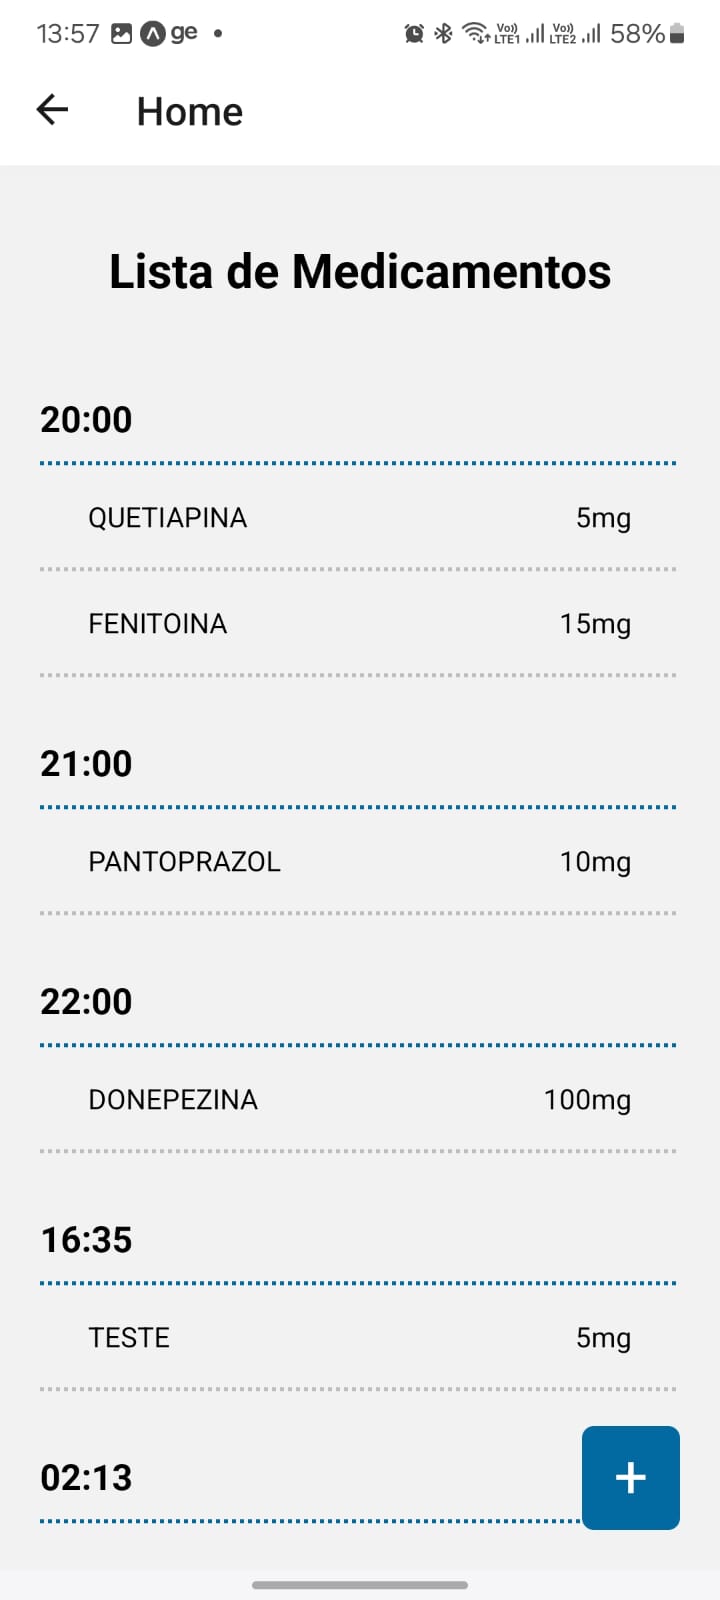 13:57 ge
Vo)) LTE1 Vo)) LTE2 58%
Home
Lista de Medicamentos
20:00
QUETIAPINA 5mg
FENITOINA 15mg
21:00
PANTOPRAZOL 10mg
22:00
DONEPEZINA 100mg
16:35
TESTE 5mg
02:13
+